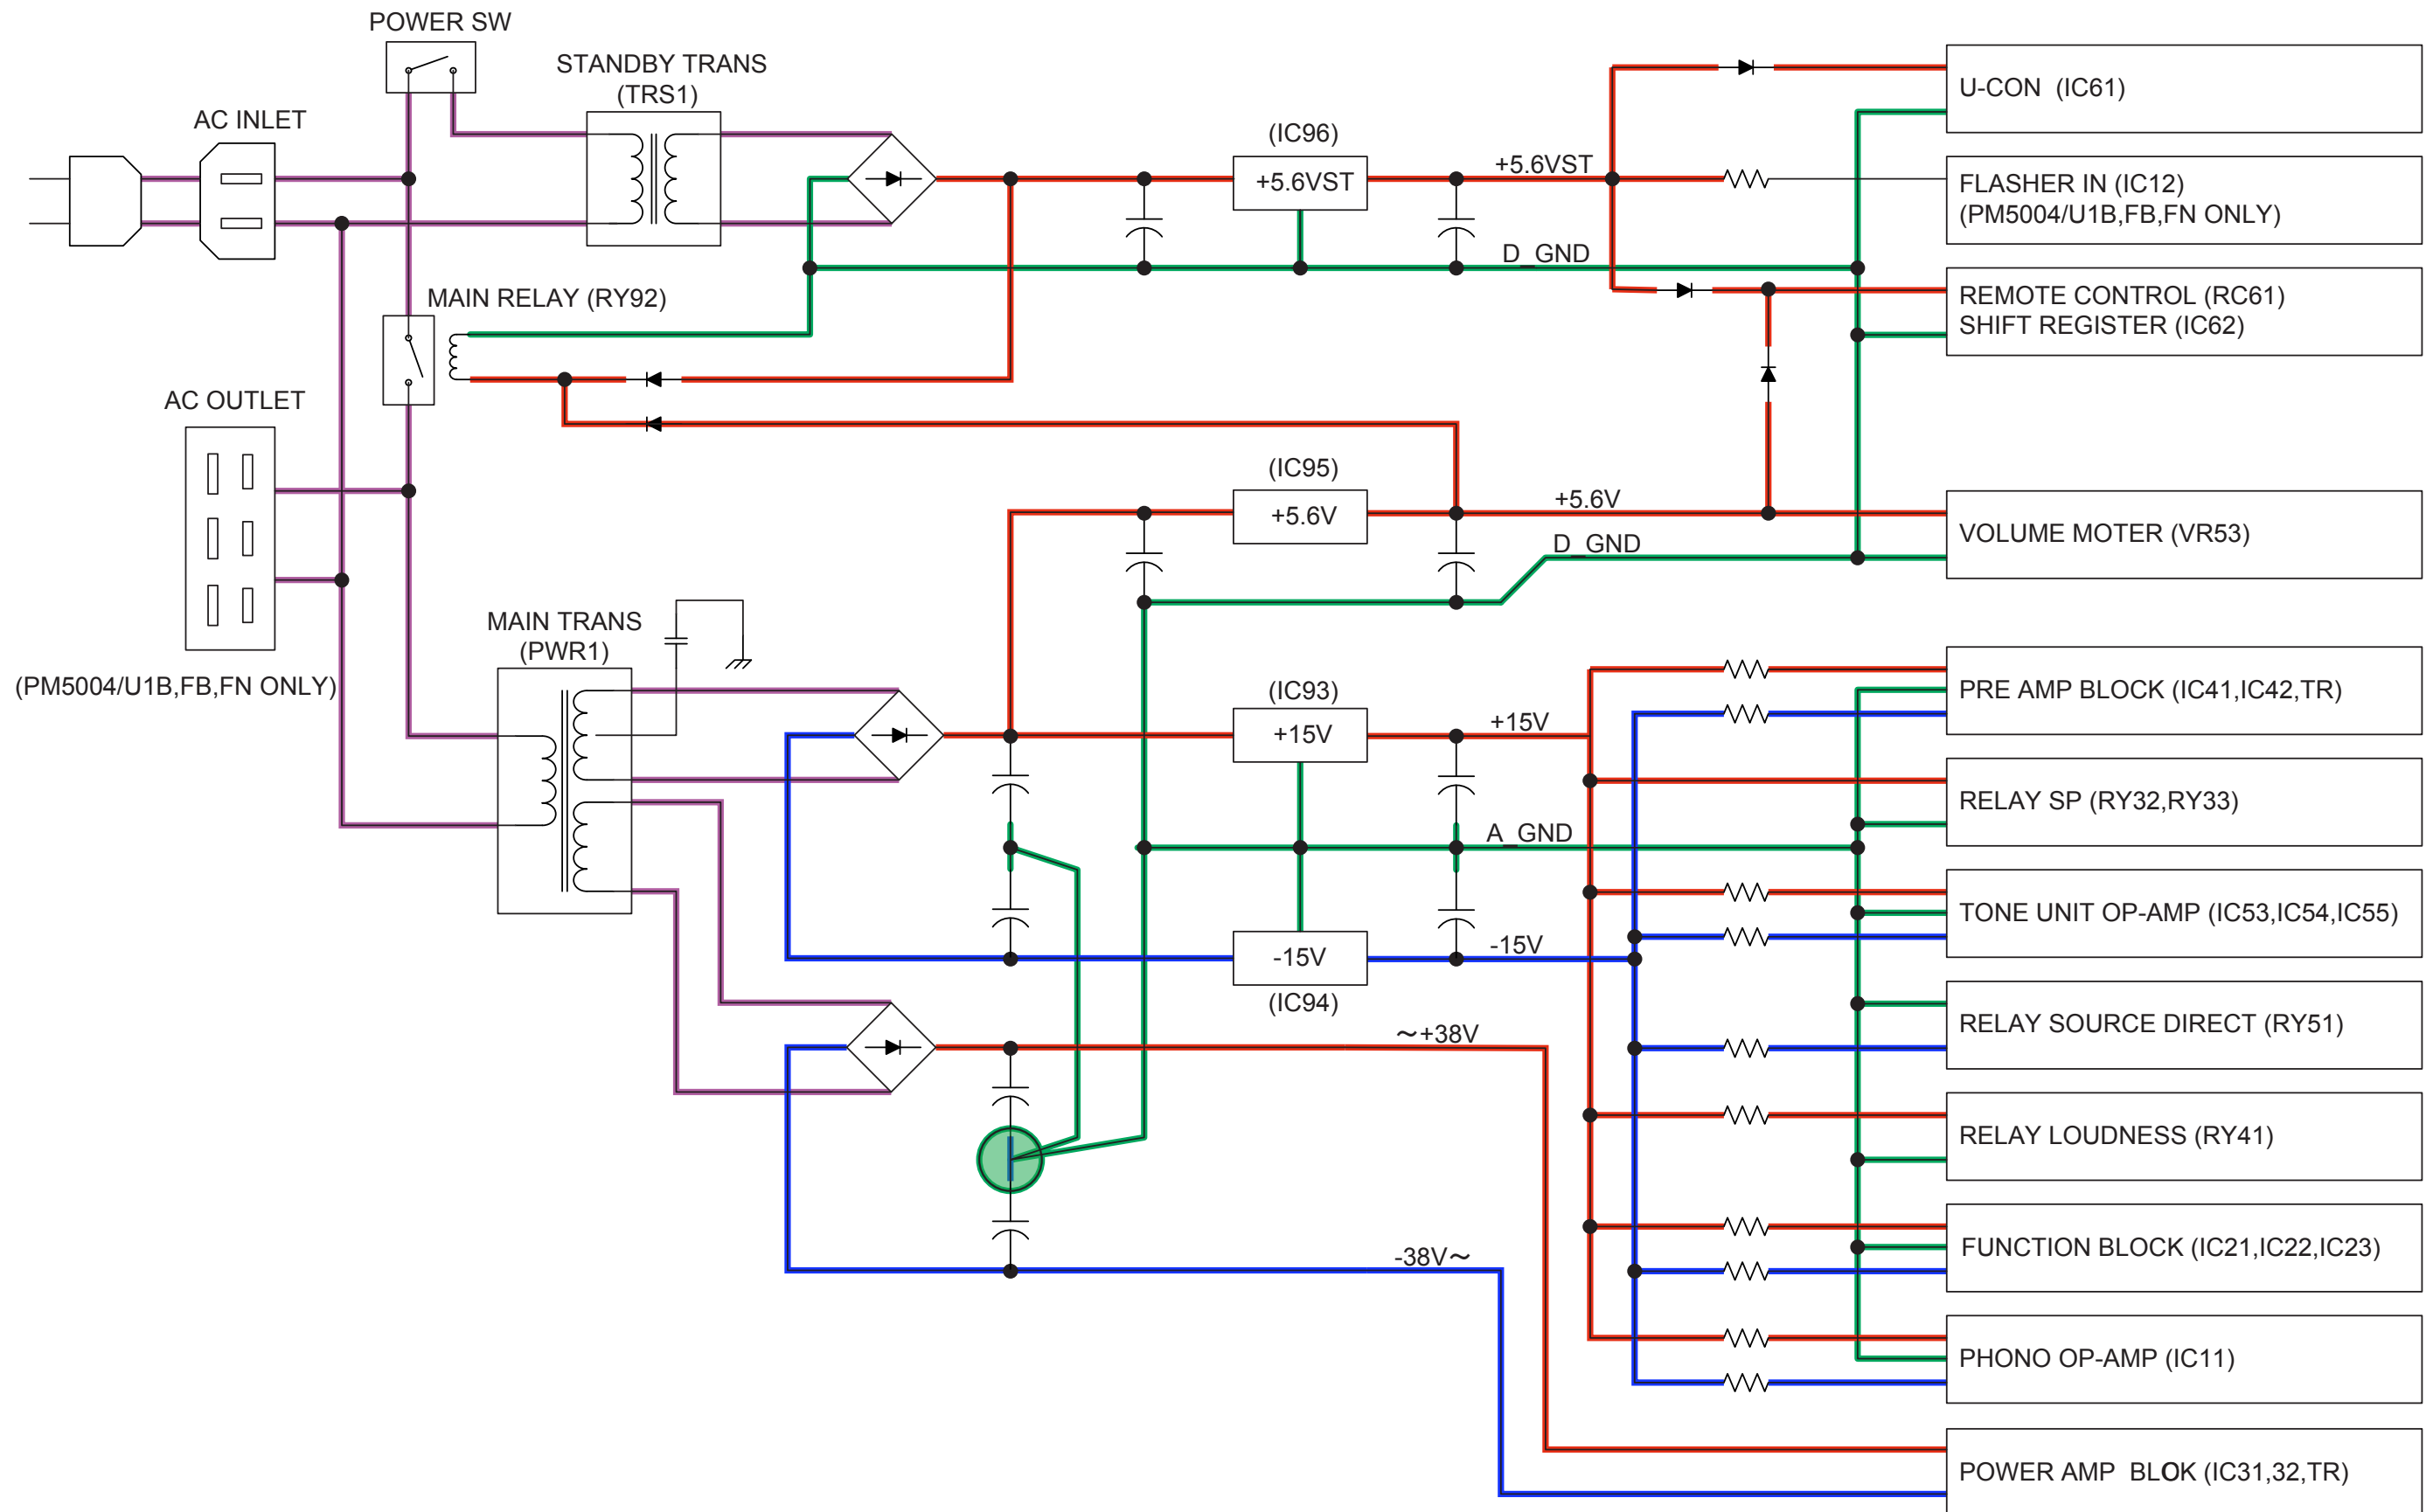 POWER SW
STANDBY TRANS
(TRS1)
AC INLET
(IC96)
+5.6VST
+5.6VST
D_GND
U-CON  (IC61)
FLASHER IN (IC12)
(PM5004/U1B,FB,FN ONLY)
REMOTE CONTROL (RC61)
SHIFT REGISTER (IC62)
MAIN RELAY (RY92)
AC OUTLET
(PM5004/U1B,FB,FN ONLY)
(IC95)
+5.6V
+5.6V
D_GND
VOLUME MOTER (VR53)
MAIN TRANS
(PWR1)
(IC93)
+15V
+15V
A_GND
-15V
-15V
(IC94)
~+38V
-38V~
PRE AMP BLOCK (IC41,IC42,TR)
RELAY SP (RY32,RY33)
TONE UNIT OP-AMP (IC53,IC54,IC55)
RELAY SOURCE DIRECT (RY51)
RELAY LOUDNESS (RY41)
FUNCTION BLOCK (IC21,IC22,IC23)
PHONO OP-AMP (IC11)
POWER AMP  BLOK (IC31,32,TR)